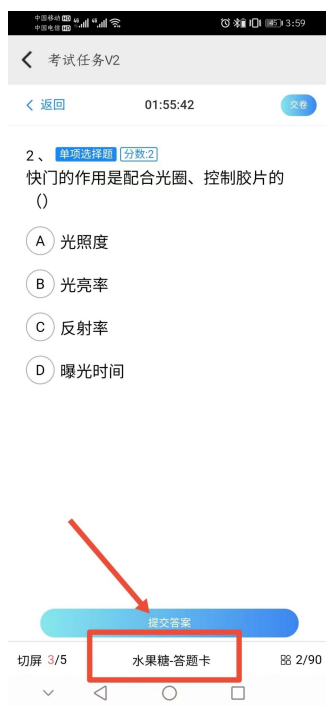 中国移动 HD 46 46
中国电信 HD 3:59
考试任务V2
返回 01:55:42 交卷
2、 单项选择题 分数:2
快门的作用是配合光圈、控制胶片的
()
A 光照度
B 光亮率
C 反射率
D 曝光时间
提交答案
切屏 3/5 水果糖-答题卡 2/90